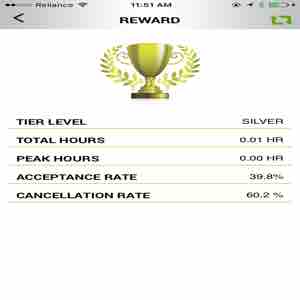 Reliance 11:51 AM
REWARD
TIER LEVEL SILVER
TOTAL HOURS 0.01 HR
PEAK HOURS 0.00 HR
ACCEPTANCE RATE 39.8%
CANCELLATION RATE 60.2 %